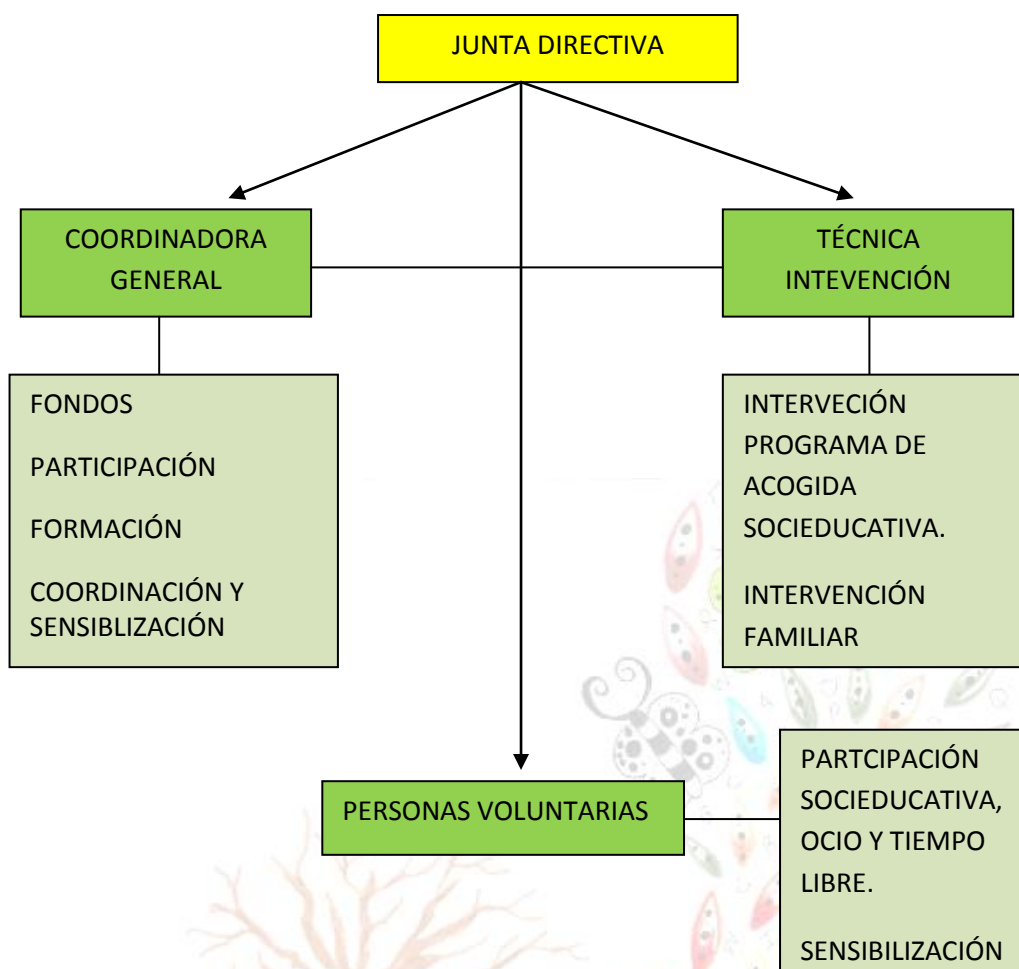 JUNTA DIRECTIVA
COORDINADORA
GENERAL
TÉCNICA
INTEVENCIÓN
FONDOS
PARTICIPACIÓN
FORMACIÓN
COORDINACIÓN Y
SENSIBLIZACIÓN
INTERVECIÓN
PROGRAMA DE
ACOGIDA
SOCIEDUCATIVA.
INTERVENCIÓN
FAMILIAR
PERSONAS VOLUNTARIAS
PARTCIPACIÓN
SOCIEDUCATIVA,
OCIO Y TIEMPO
LIBRE.
SENSIBILIZACIÓN